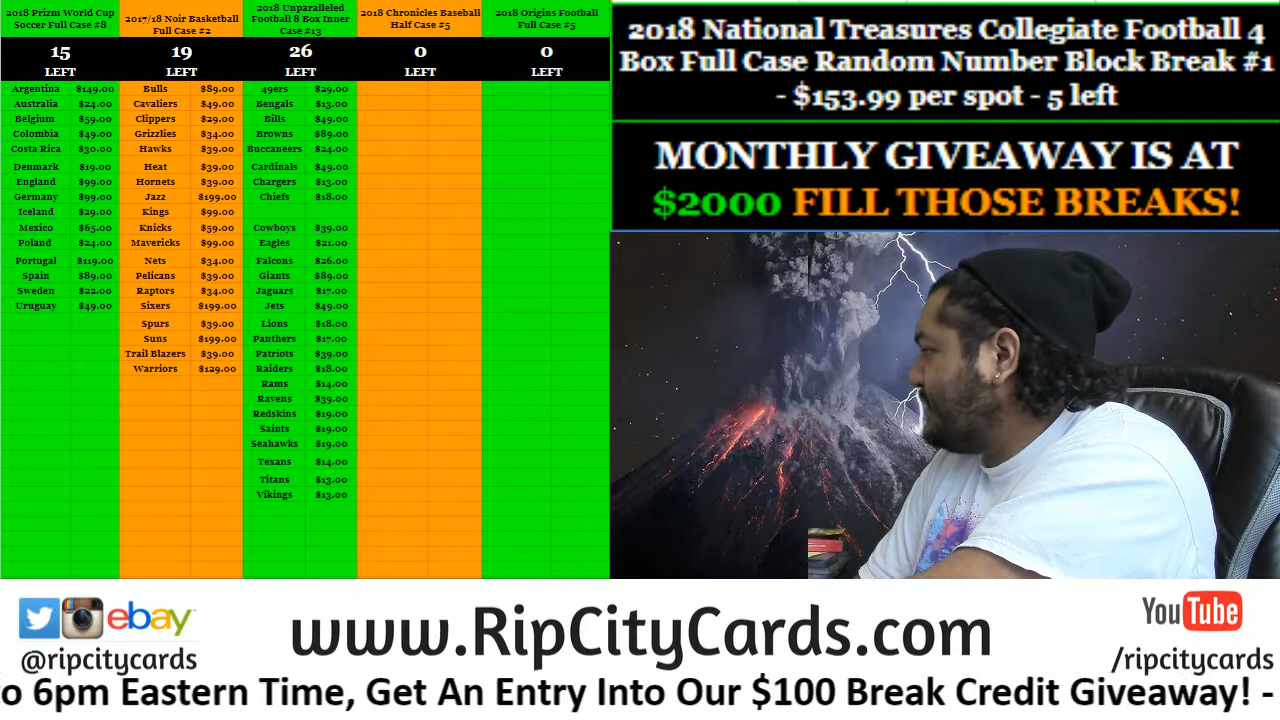 2018 Prizm World Cup
Soccer Full Case #8
15
LEFT
Argentina $149.00
Australia $24.00
Belgium $59.00
Colombia $49.00
Costa Rica $30.00
Denmark $19.00
England $99.00
Germany $99.00
Iceland $29.00
Mexico $65.00
Poland $24.00
Portugal $119.00
Spain $89.00
Sweden $22.00
Uruguay $49.00
2017/18 Noir Basketball
Full Case #2
19
LEFT
Bulls $89.00
Cavaliers $49.00
Clippers $29.00
Grizzlies $34.00
Hawks $39.00
Heat $39.00
Hornets $39.00
Jazz $199.00
Kings $99.00
Knicks $59.00
Mavericks $99.00
Nets $34.00
Pelicans $39.00
Raptors $34.00
Sixers $199.00
Spurs $39.00
Suns $199.00
Trail Blazers $39.00
Warriors $129.00
2018 Unparalleled
Football 8 Box Inner
Case #13
26
LEFT
49ers $29.00
Bengals $13.00
Bills $49.00
Browns $89.00
Buccaneers $24.00
Cardinals $49.00
Chargers $13.00
Chiefs $18.00
Cowboys $39.00
Eagles $21.00
Falcons $26.00
Giants $89.00
Jaguars $17.00
Jets $49.00
Lions $18.00
Panthers $17.00
Patriots $39.00
Raiders $18.00
Rams $14.00
Ravens $39.00
Redskins $19.00
Saints $19.00
Seahawks $19.00
Texans $14.00
Titans $13.00
Vikings $13.00
2018 Chronicles Baseball
Half Case #5
0
LEFT
2018 Origins Football
Full Case #5
0
LEFT
2018 National Treasures Collegiate Football 4
Box Full Case Random Number Block Break #1
- $153.99 per spot - 5 left
MONTHLY GIVEAWAY IS AT
$2000 FILL THOSE BREAKS!
ebay
@ripcitycards
www.RipCityCards.com
YouTube
/ripcitycards
to 6pm Eastern Time, Get An Entry Into Our $100 Break Credit Giveaway! -